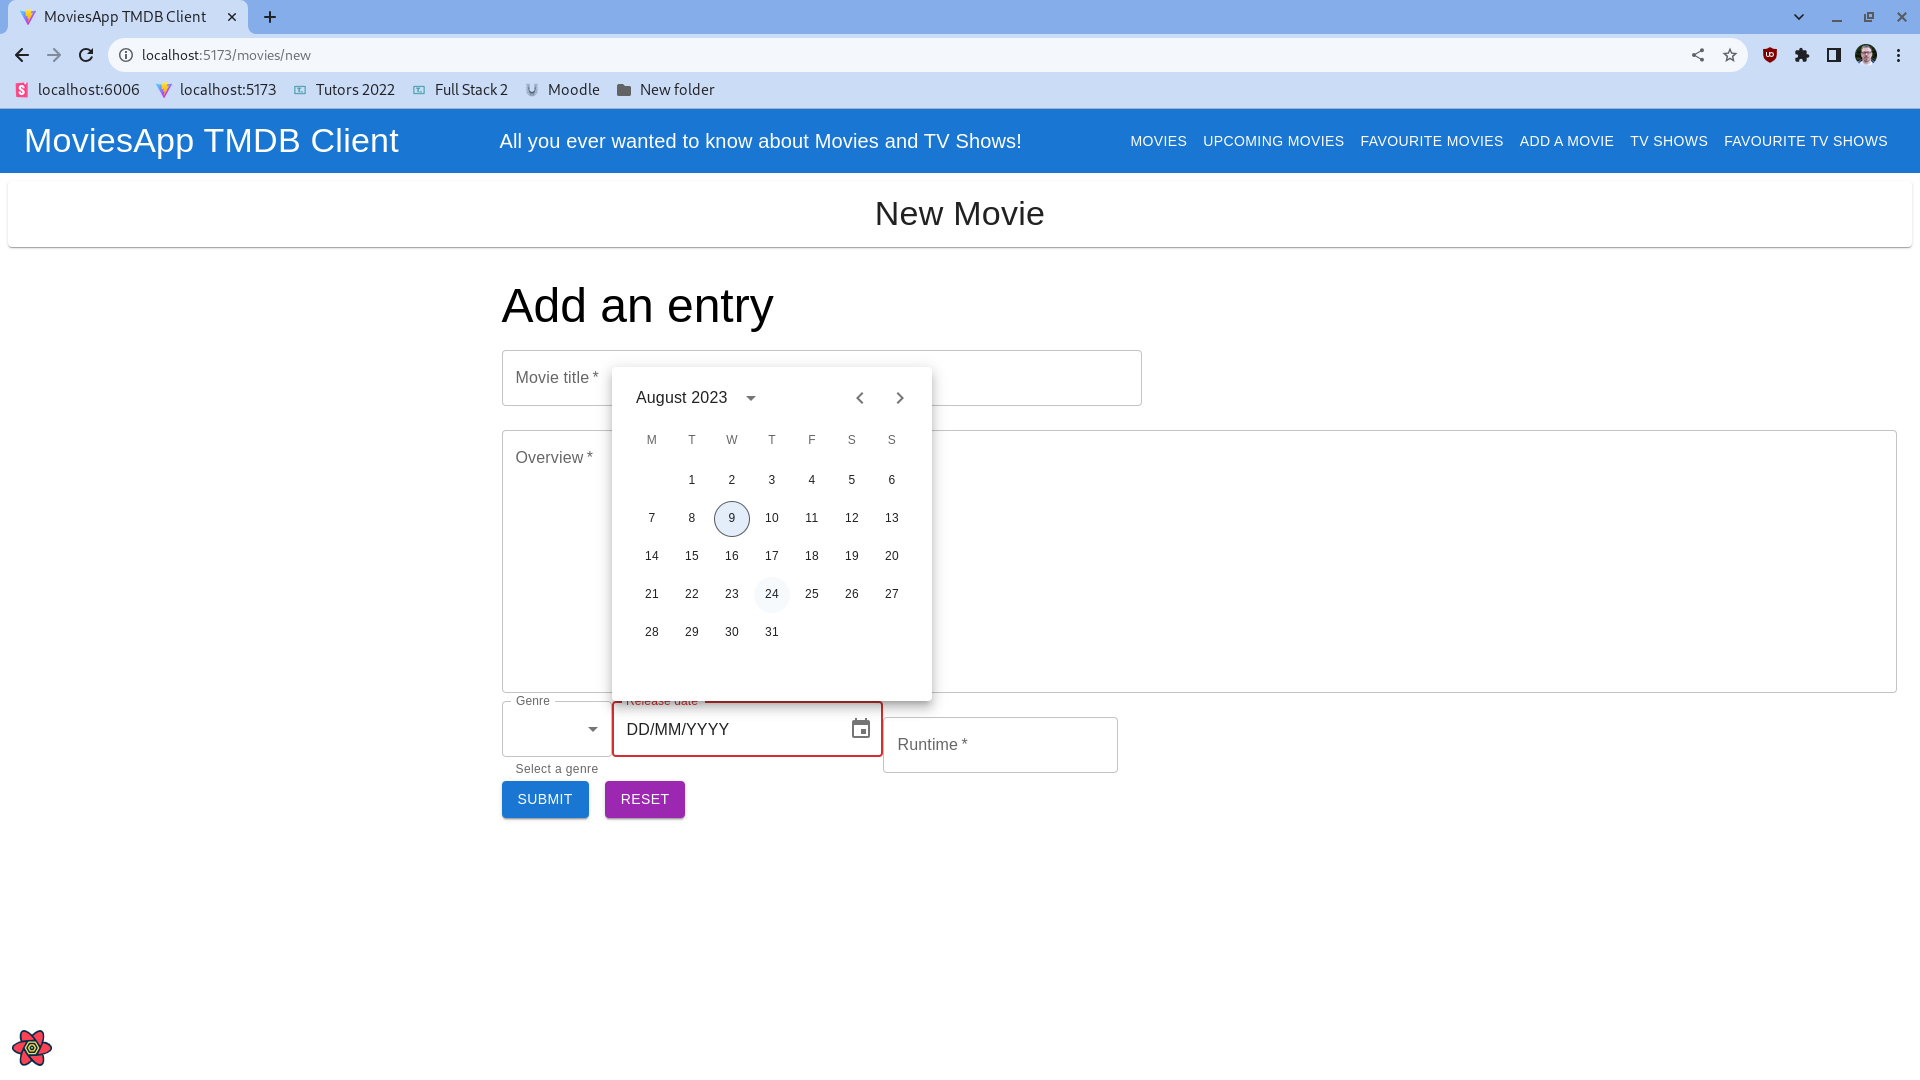 MoviesApp TMDB Client
localhost:5173/movies/new
localhost:6006 localhost:5173 Tutors 2022 Full Stack 2 Moodle New folder
MoviesApp TMDB Client All you ever wanted to know about Movies and TV Shows! MOVIES UPCOMING MOVIES FAVOURITE MOVIES ADD A MOVIE TV SHOWS FAVOURITE TV SHOWS
New Movie
Add an entry
Movie title *
August 2023
M T W T F S S
Overview *
1 2 3 4 5 6
7 8 9 10 11 12 13
14 15 16 17 18 19 20
21 22 23 24 25 26 27
28 29 30 31
Genre Release date
DD/MM/YYYY
Runtime *
Select a genre
SUBMIT RESET